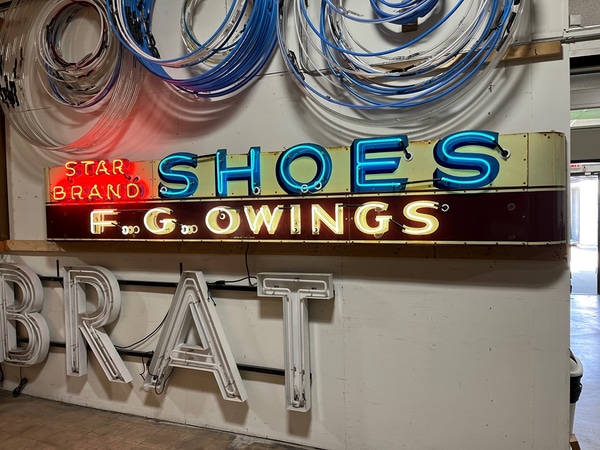 STAR
BRAND
SHOES
F. G. OWINGS
BRAT